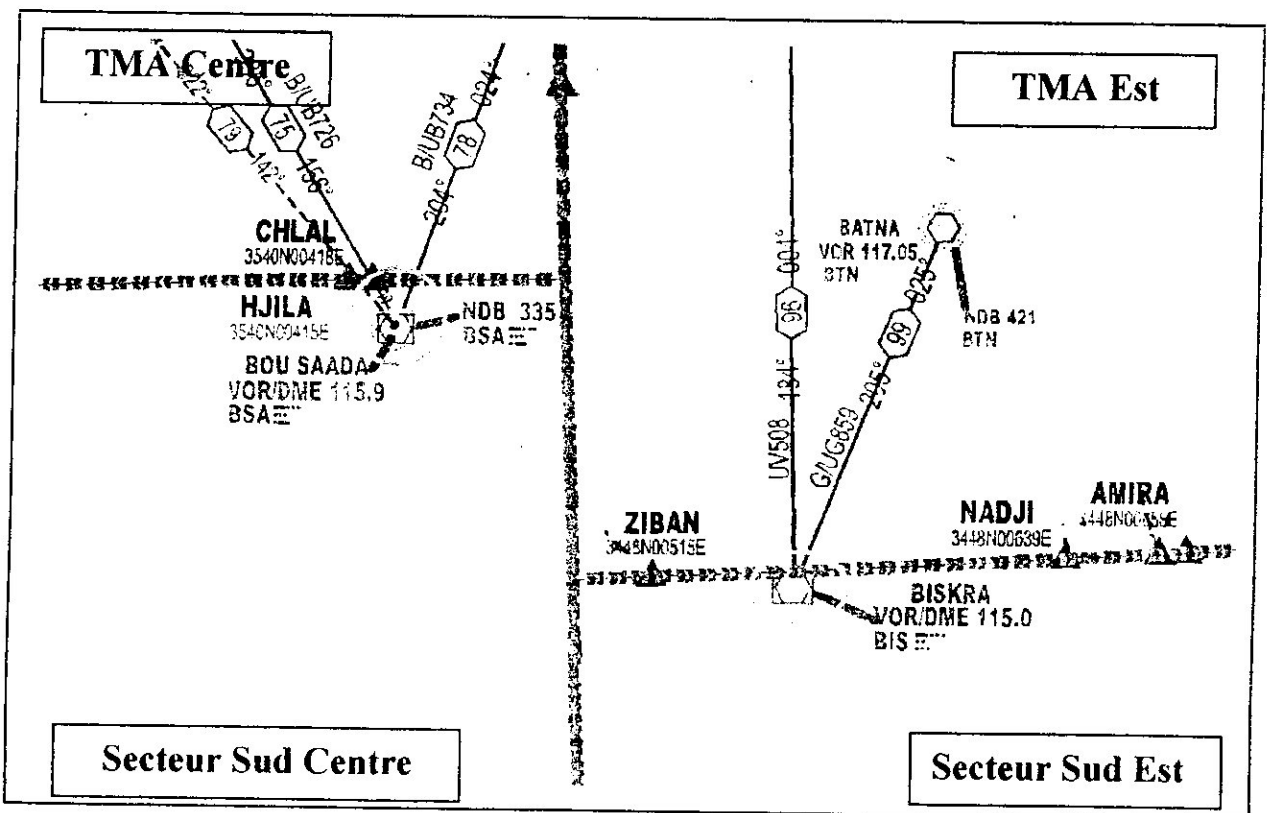 TMA Centre
TMA Est
79
142°
75
B/UB726
156°
B/UB734
78
024°
204°
CHLAL
3540N00418E
HJILA
3540N00415E
NDB 335
BSA
BOU SAADA
VOR/DME 115.9
BSA
UV508
96
001°
G/UG859
99
025°
BATNA
VOR 117.05
BTN
NDB 421
BTN
ZIBAN
3448N00515E
NADJI
3448N00639E
AMIRA
BISKRA
VOR/DME 115.0
BIS
Secteur Sud Centre
Secteur Sud Est